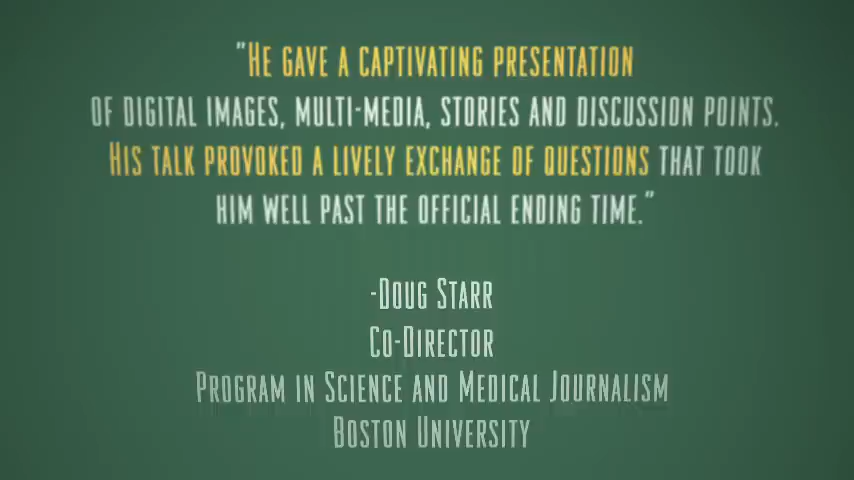 "He gave a captivating presentation
of digital images, multi-media, stories and discussion points.
His talk provoked a lively exchange of questions that took
him well past the official ending time."
-Doug Starr
Co-Director
Program in Science and Medical Journalism
Boston University